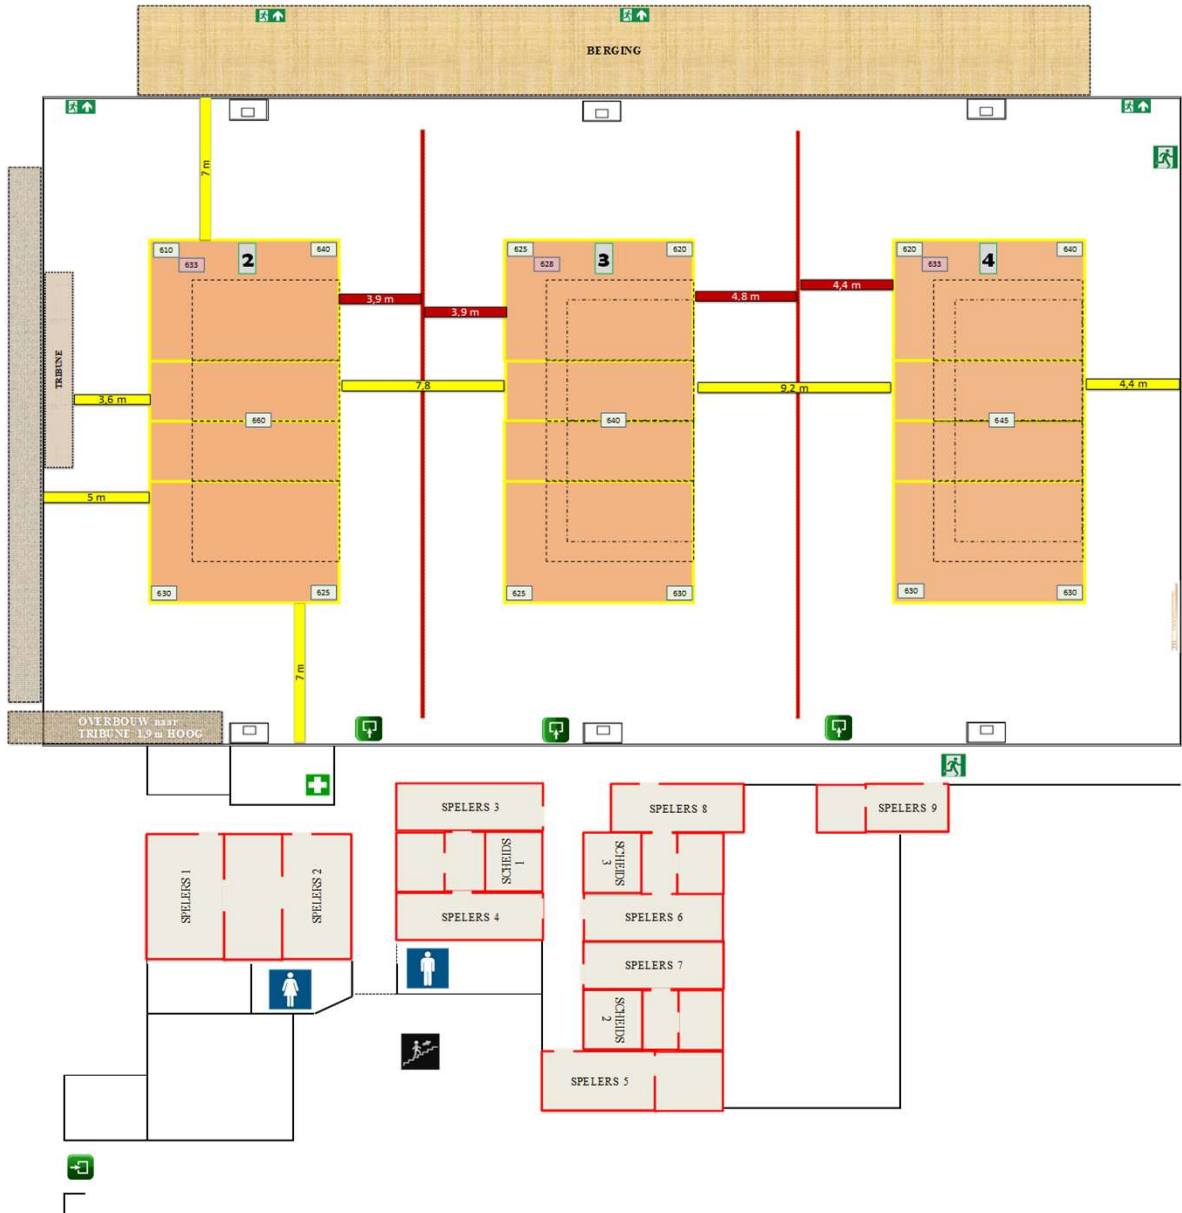 BERGING
7 m
610
633
2
640
625
628
3
620
620
633
4
640
3,9 m
3,9 m
4,8 m
4,4 m
TRIBUNE
3,6 m
7,8
9,2 m
4,4 m
660
640
645
5 m
630
625
625
630
630
630
7 m
OVERBOUW naar
TRIBUNE 1,9 m HOOG
SPELERS 3
SPELERS 8
SPELERS 9
SPELERS 1
SPELERS 2
SCHEIDS
1
SCHEIDS
3
SPELERS 4
SPELERS 6
SPELERS 7
SCHEIDS
2
SPELERS 5